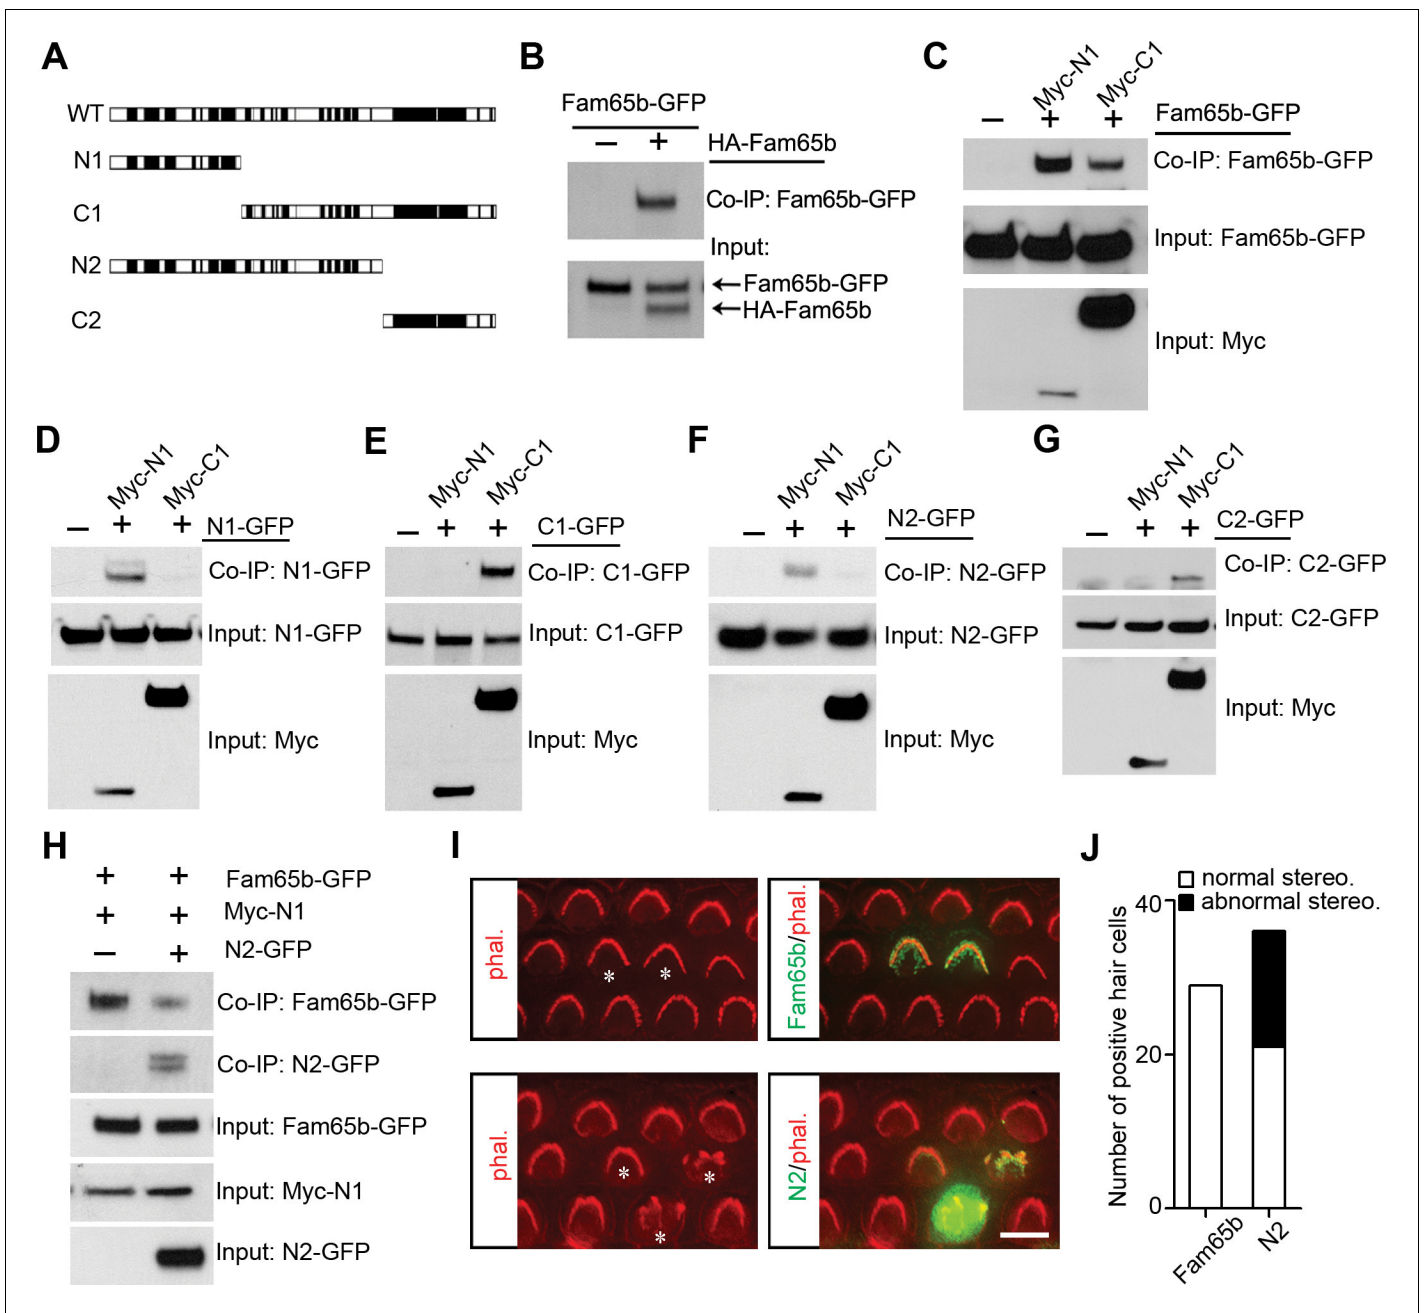 A
WT
N1
C1
N2
C2
B
Fam65b-GFP
− + HA-Fam65b
Co-IP: Fam65b-GFP
Input:
←Fam65b-GFP
←HA-Fam65b
C
Myc-N1
Myc-C1
− + + Fam65b-GFP
Co-IP: Fam65b-GFP
Input: Fam65b-GFP
Input: Myc
D
Myc-N1
Myc-C1
− + + N1-GFP
Co-IP: N1-GFP
Input: N1-GFP
Input: Myc
E
Myc-N1
Myc-C1
− + + C1-GFP
Co-IP: C1-GFP
Input: C1-GFP
Input: Myc
F
Myc-N1
Myc-C1
− + + N2-GFP
Co-IP: N2-GFP
Input: N2-GFP
Input: Myc
G
Myc-N1
Myc-C1
− + + C2-GFP
Co-IP: C2-GFP
Input: C2-GFP
Input: Myc
H
+ + Fam65b-GFP
+ + Myc-N1
− + N2-GFP
Co-IP: Fam65b-GFP
Co-IP: N2-GFP
Input: Fam65b-GFP
Input: Myc-N1
Input: N2-GFP
I
phal.
* *
Fam65b/phal.
phal.
* *
*
N2/phal.
J
normal stereo.
abnormal stereo.
Number of positive hair cells
40
20
0
Fam65b
N2